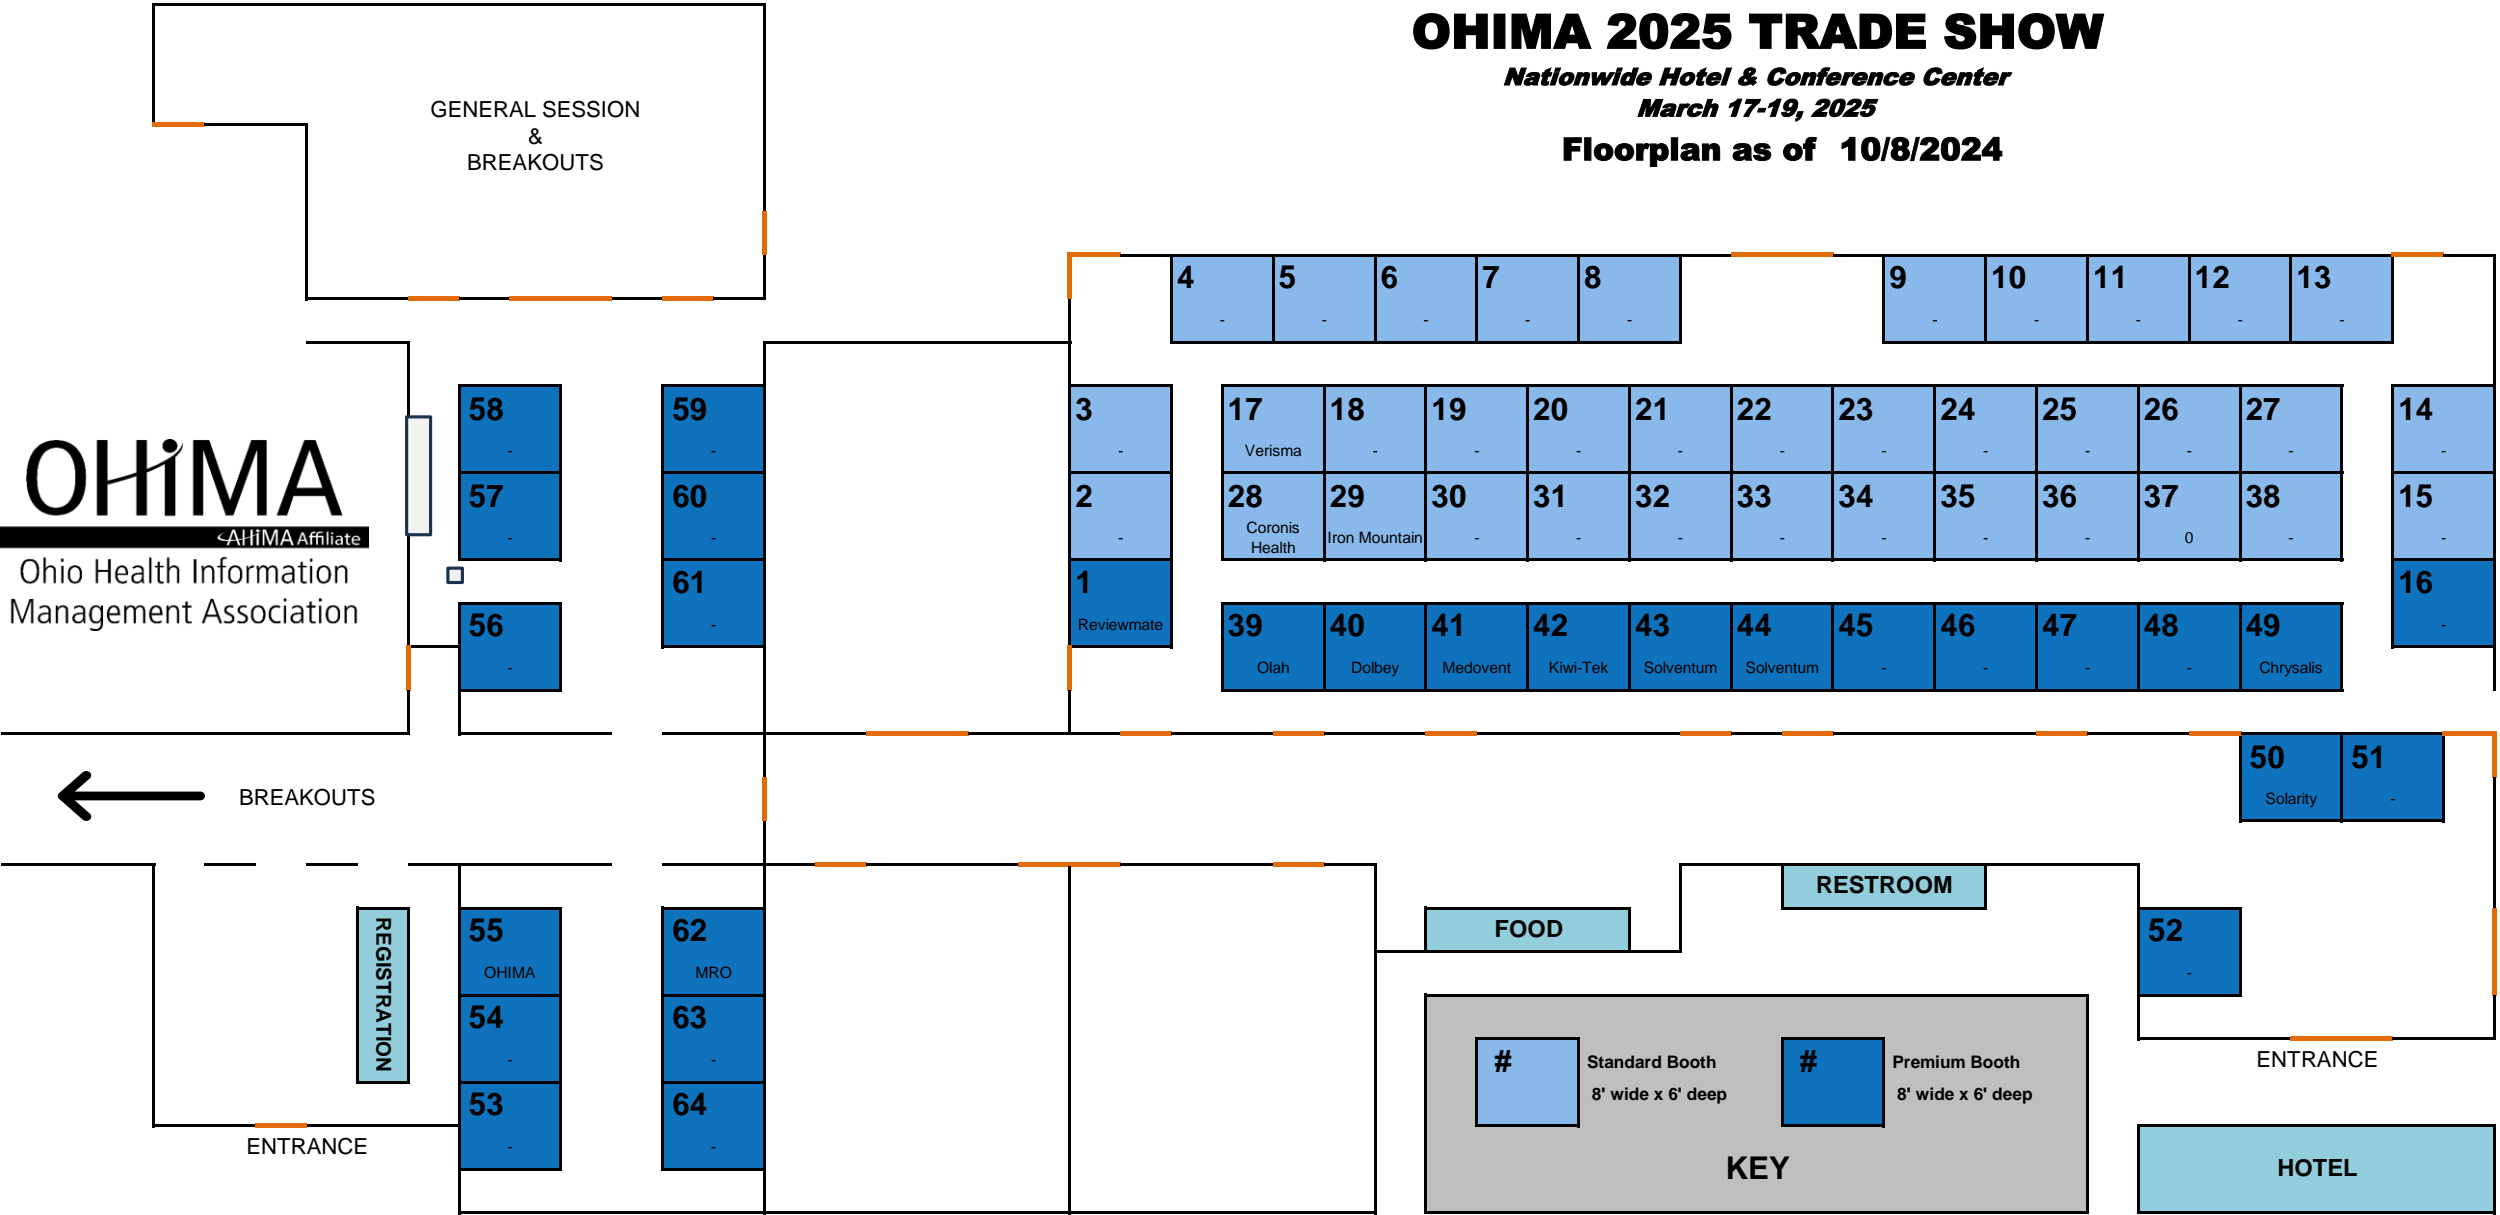 OHIMA 2025 TRADE SHOW
Nationwide Hotel & Conference Center
March 17-19, 2025
Floorplan as of 10/8/2024
GENERAL SESSION
&
BREAKOUTS
4 5 6 7 8 9 10 11 12 13
- - - - - - - - - -
58 59 3 17 18 19 20 21 22 23 24 25 26 27 14
- - - Verisma - - - - - - - - - - -
57 60 2 28 29 30 31 32 33 34 35 36 37 38 15
- - - Coronis Health Iron Mountain - - - - - - - 0 - -
61 1 16
- Reviewmate -
56 39 40 41 42 43 44 45 46 47 48 49
- Olah Dolbey Medovent Kiwi-Tek Solventum Solventum - - - - Chrysalis
OHiMA
AHiMA Affiliate
Ohio Health Information
Management Association
50 51
Solarity -
BREAKOUTS
RESTROOM
FOOD
REGISTRATION
55 62 52
OHIMA MRO -
54 63
- -
53 64
- -
ENTRANCE
# Standard Booth
8' wide x 6' deep
# Premium Booth
8' wide x 6' deep
KEY
ENTRANCE
HOTEL